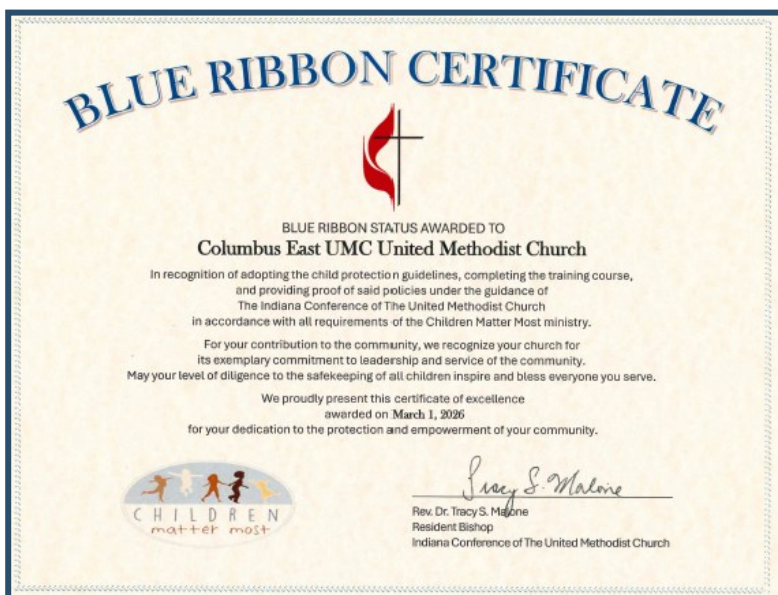 BLUE RIBBON CERTIFICATE
BLUE RIBBON STATUS AWARDED TO
Columbus East UMC United Methodist Church
In recognition of adopting the child protection guidelines, completing the training course,
and providing proof of said policies under the guidance of
The Indiana Conference of The United Methodist Church
in accordance with all requirements of the Children Matter Most ministry.
For your contribution to the community, we recognize your church for
its exemplary commitment to leadership and service of the community.
May your level of diligence to the safekeeping of all children inspire and bless everyone you serve.
We proudly present this certificate of excellence
awarded on March 1, 2026
for your dedication to the protection and empowerment of your community.
CHILDREN
matter most
Tracy S. Malone
Rev. Dr. Tracy S. Malone
Resident Bishop
Indiana Conference of The United Methodist Church